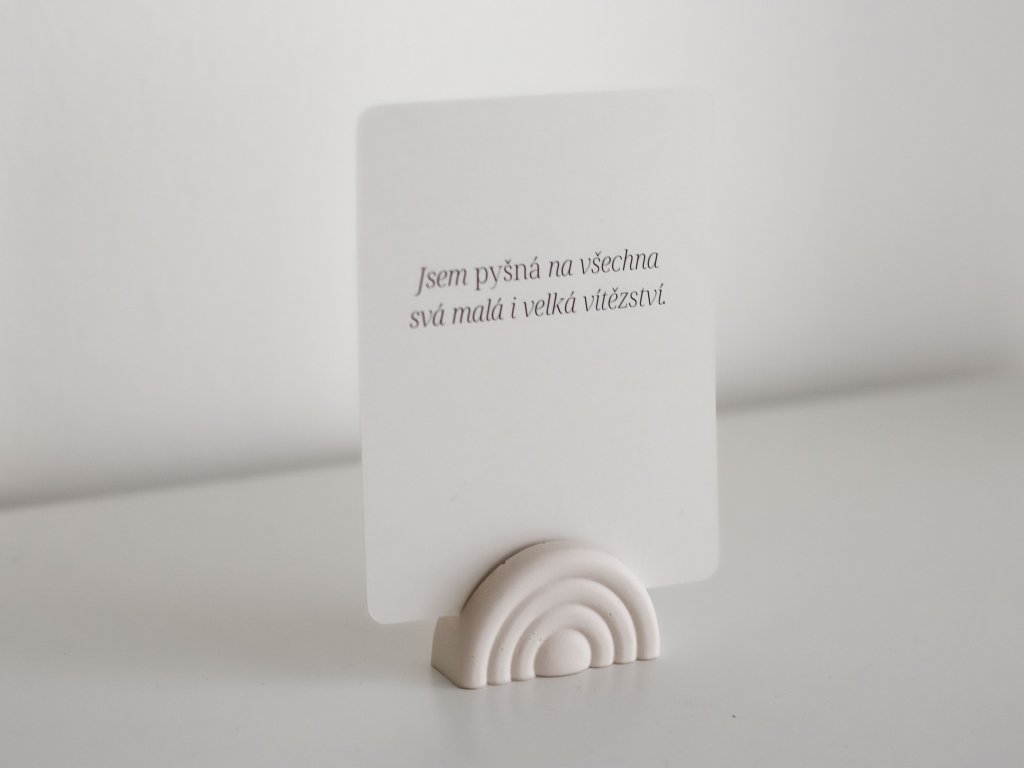 Jsem pyšná na všechna
svá malá i velká vítězství.